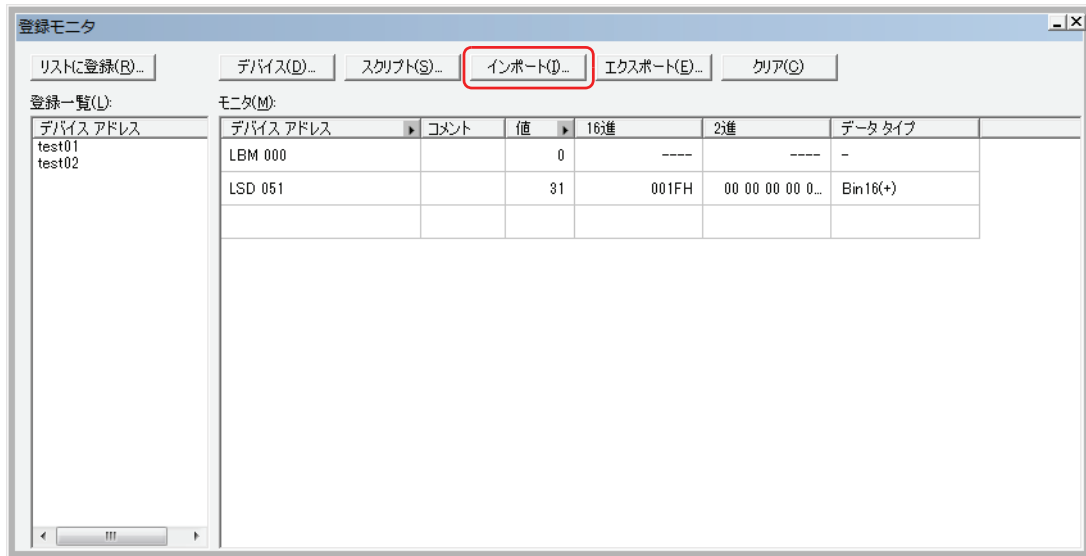 登録モニタ
リストに登録(R)... デバイス(D)... スクリプト(S)... インポート(I)... エクスポート(E)... クリア(C)
登録一覧(L): モニタ(M):
デバイス アドレス デバイス アドレス コメント 値 16進 2進 データ タイプ
test01
test02
LBM 000 0 ---- ---- -
LSD 051 31 001FH 00 00 00 00 0... Bin16(+)